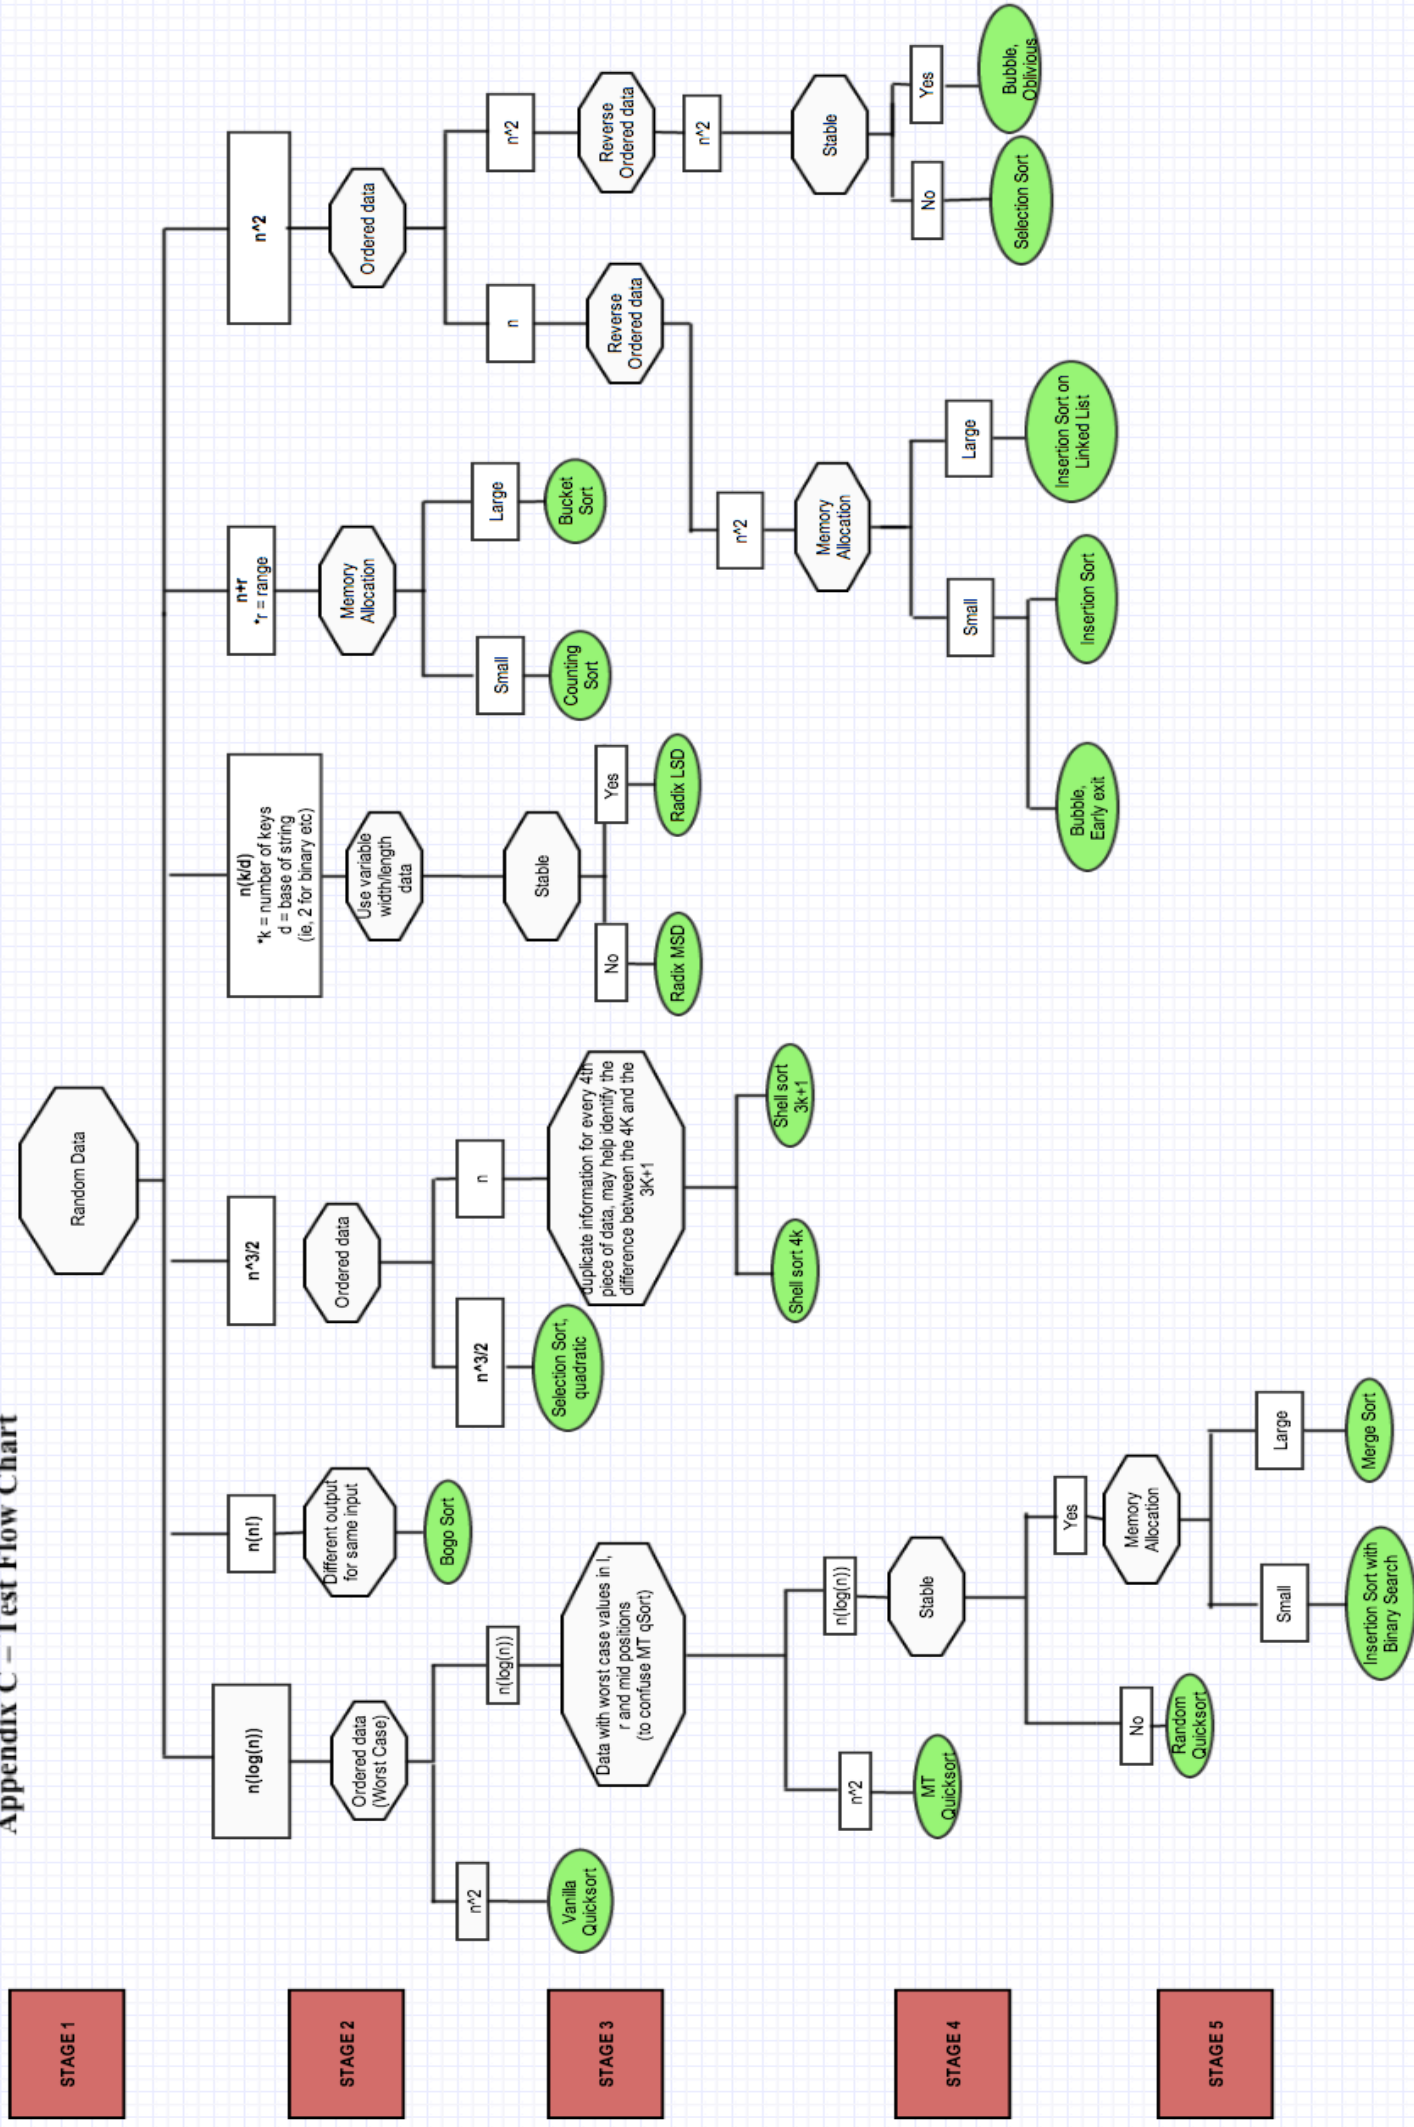 Appendix C – Test Flow Chart
STAGE 1
Random Data
n(log(n))
n(n!)
n^3/2
n(k/d)
*k = number of keys
d = base of string
(ie, 2 for binary etc)
n+r
*r = range
n^2
STAGE 2
Ordered data
(Worst Case)
Different output
for same input
Ordered data
Use variable
width/length
data
Memory
Allocation
Ordered data
n^2
n(log(n))
Bogo Sort
n^3/2
n
Small
Large
n
n^2
STAGE 3
Vanilla
Quicksort
Data with worst case values in l,
r and mid positions
(to confuse MT qSort)
Selection Sort,
quadratic
duplicate information for every 4th
piece of data, may help identify the
difference between the 4K and the
3K+1
Stable
Counting
Sort
Bucket
Sort
Reverse
Ordered data
Reverse
Ordered data
No
Yes
Radix MSD
Radix LSD
n^2
n^2
Shell sort 4k
Shell sort
3k+1
n^2
n(log(n))
Memory
Allocation
Stable
STAGE 4
MT
Quicksort
Stable
Small
Large
No
Yes
Bubble,
Early exit
Insertion Sort
Insertion Sort on
Linked List
Selection Sort
Bubble,
Oblivious
No
Yes
STAGE 5
Random
Quicksort
Memory
Allocation
Small
Large
Insertion Sort with
Binary Search
Merge Sort